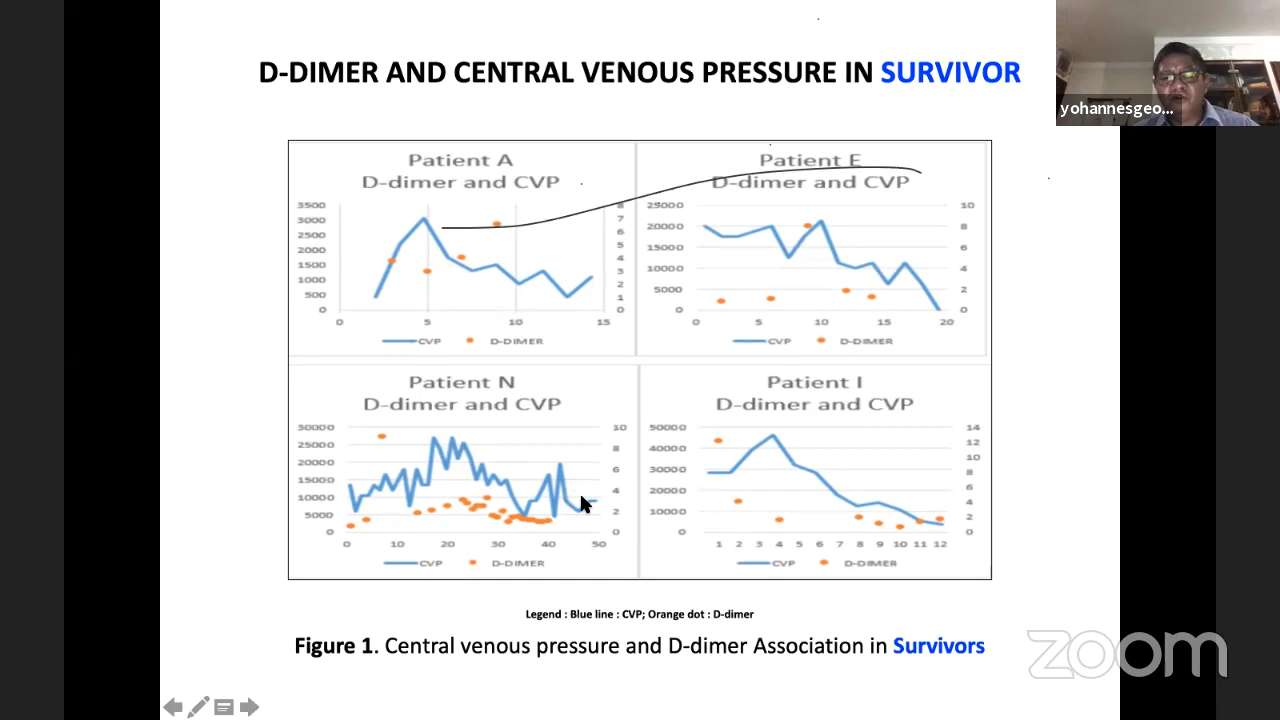 D-DIMER AND CENTRAL VENOUS PRESSURE IN SURVIVOR
yohannesgeo...
Patient A
D-dimer and CVP
3500
3000
2500
2000
1500
1000
500
0
8
7
6
5
4
3
2
1
0
0 5 10 15
CVP D-DIMER
Patient E
D-dimer and CVP
25000
20000
15000
10000
5000
0
10
8
6
4
2
0
0 5 10 15 20
CVP D-DIMER
Patient N
D-dimer and CVP
30000
25000
20000
15000
10000
5000
0
10
8
6
4
2
0
0 10 20 30 40 50
CVP D-DIMER
Patient I
D-dimer and CVP
50000
40000
30000
20000
10000
0
14
12
10
8
6
4
2
0
1 2 3 4 5 6 7 8 9 10 11 12
CVP D-DIMER
Legend : Blue line : CVP; Orange dot : D-dimer
Figure 1. Central venous pressure and D-dimer Association in Survivors
zoom